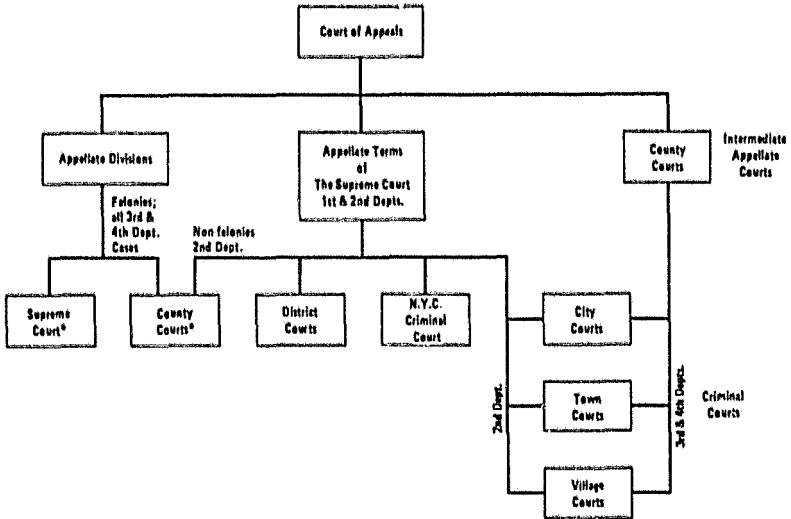 Court of Appeals
Appellate Divisions
Appellate Terms
of
The Supreme Court
1st & 2nd Depts.
County
Courts
Intermediate
Appellate
Courts
Felonies;
all 3rd &
4th Dept.
Cases
Non felonies
2nd Dept.
Supreme
Court*
County
Courts*
District
Courts
N.Y.C.
Criminal
Court
City
Courts
2nd Dept.
Town
Courts
3rd & 4th Depts.
Criminal
Courts
Village
Courts